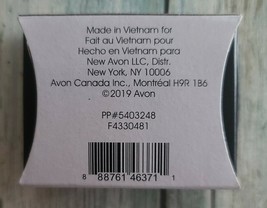 Made in Vietnam for
Fait au Vietnam pour
Hecho en Vietnam para
New Avon LLC, Distr.
New York, NY 10006
Avon Canada Inc., Montréal H9R 1B6
©2019 Avon
PP#5403248
F4330481
8 88761 46371 1